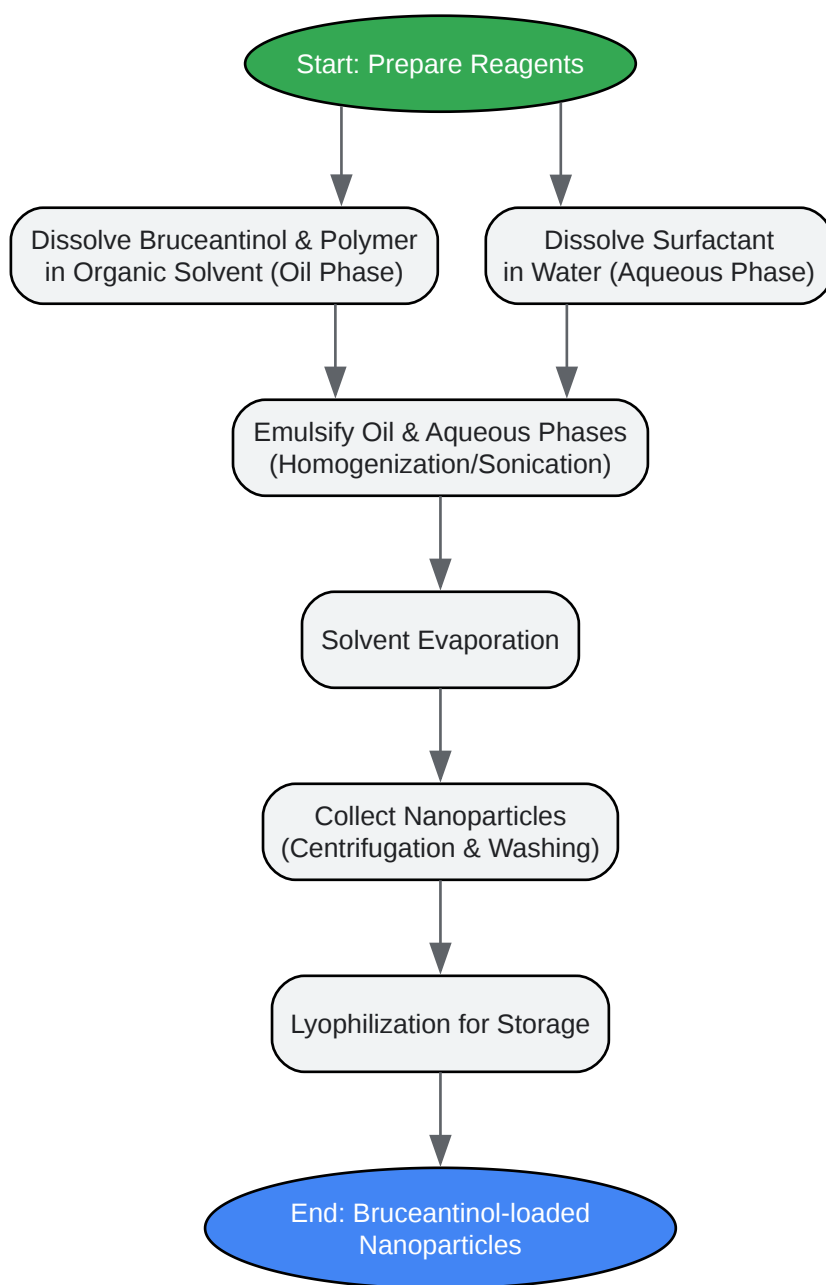 Start: Prepare Reagents
Dissolve Bruceantinol & Polymer
in Organic Solvent (Oil Phase)
Dissolve Surfactant
in Water (Aqueous Phase)
Emulsify Oil & Aqueous Phases
(Homogenization/Sonication)
Solvent Evaporation
Collect Nanoparticles
(Centrifugation & Washing)
Lyophilization for Storage
End: Bruceantinol-loaded
Nanoparticles